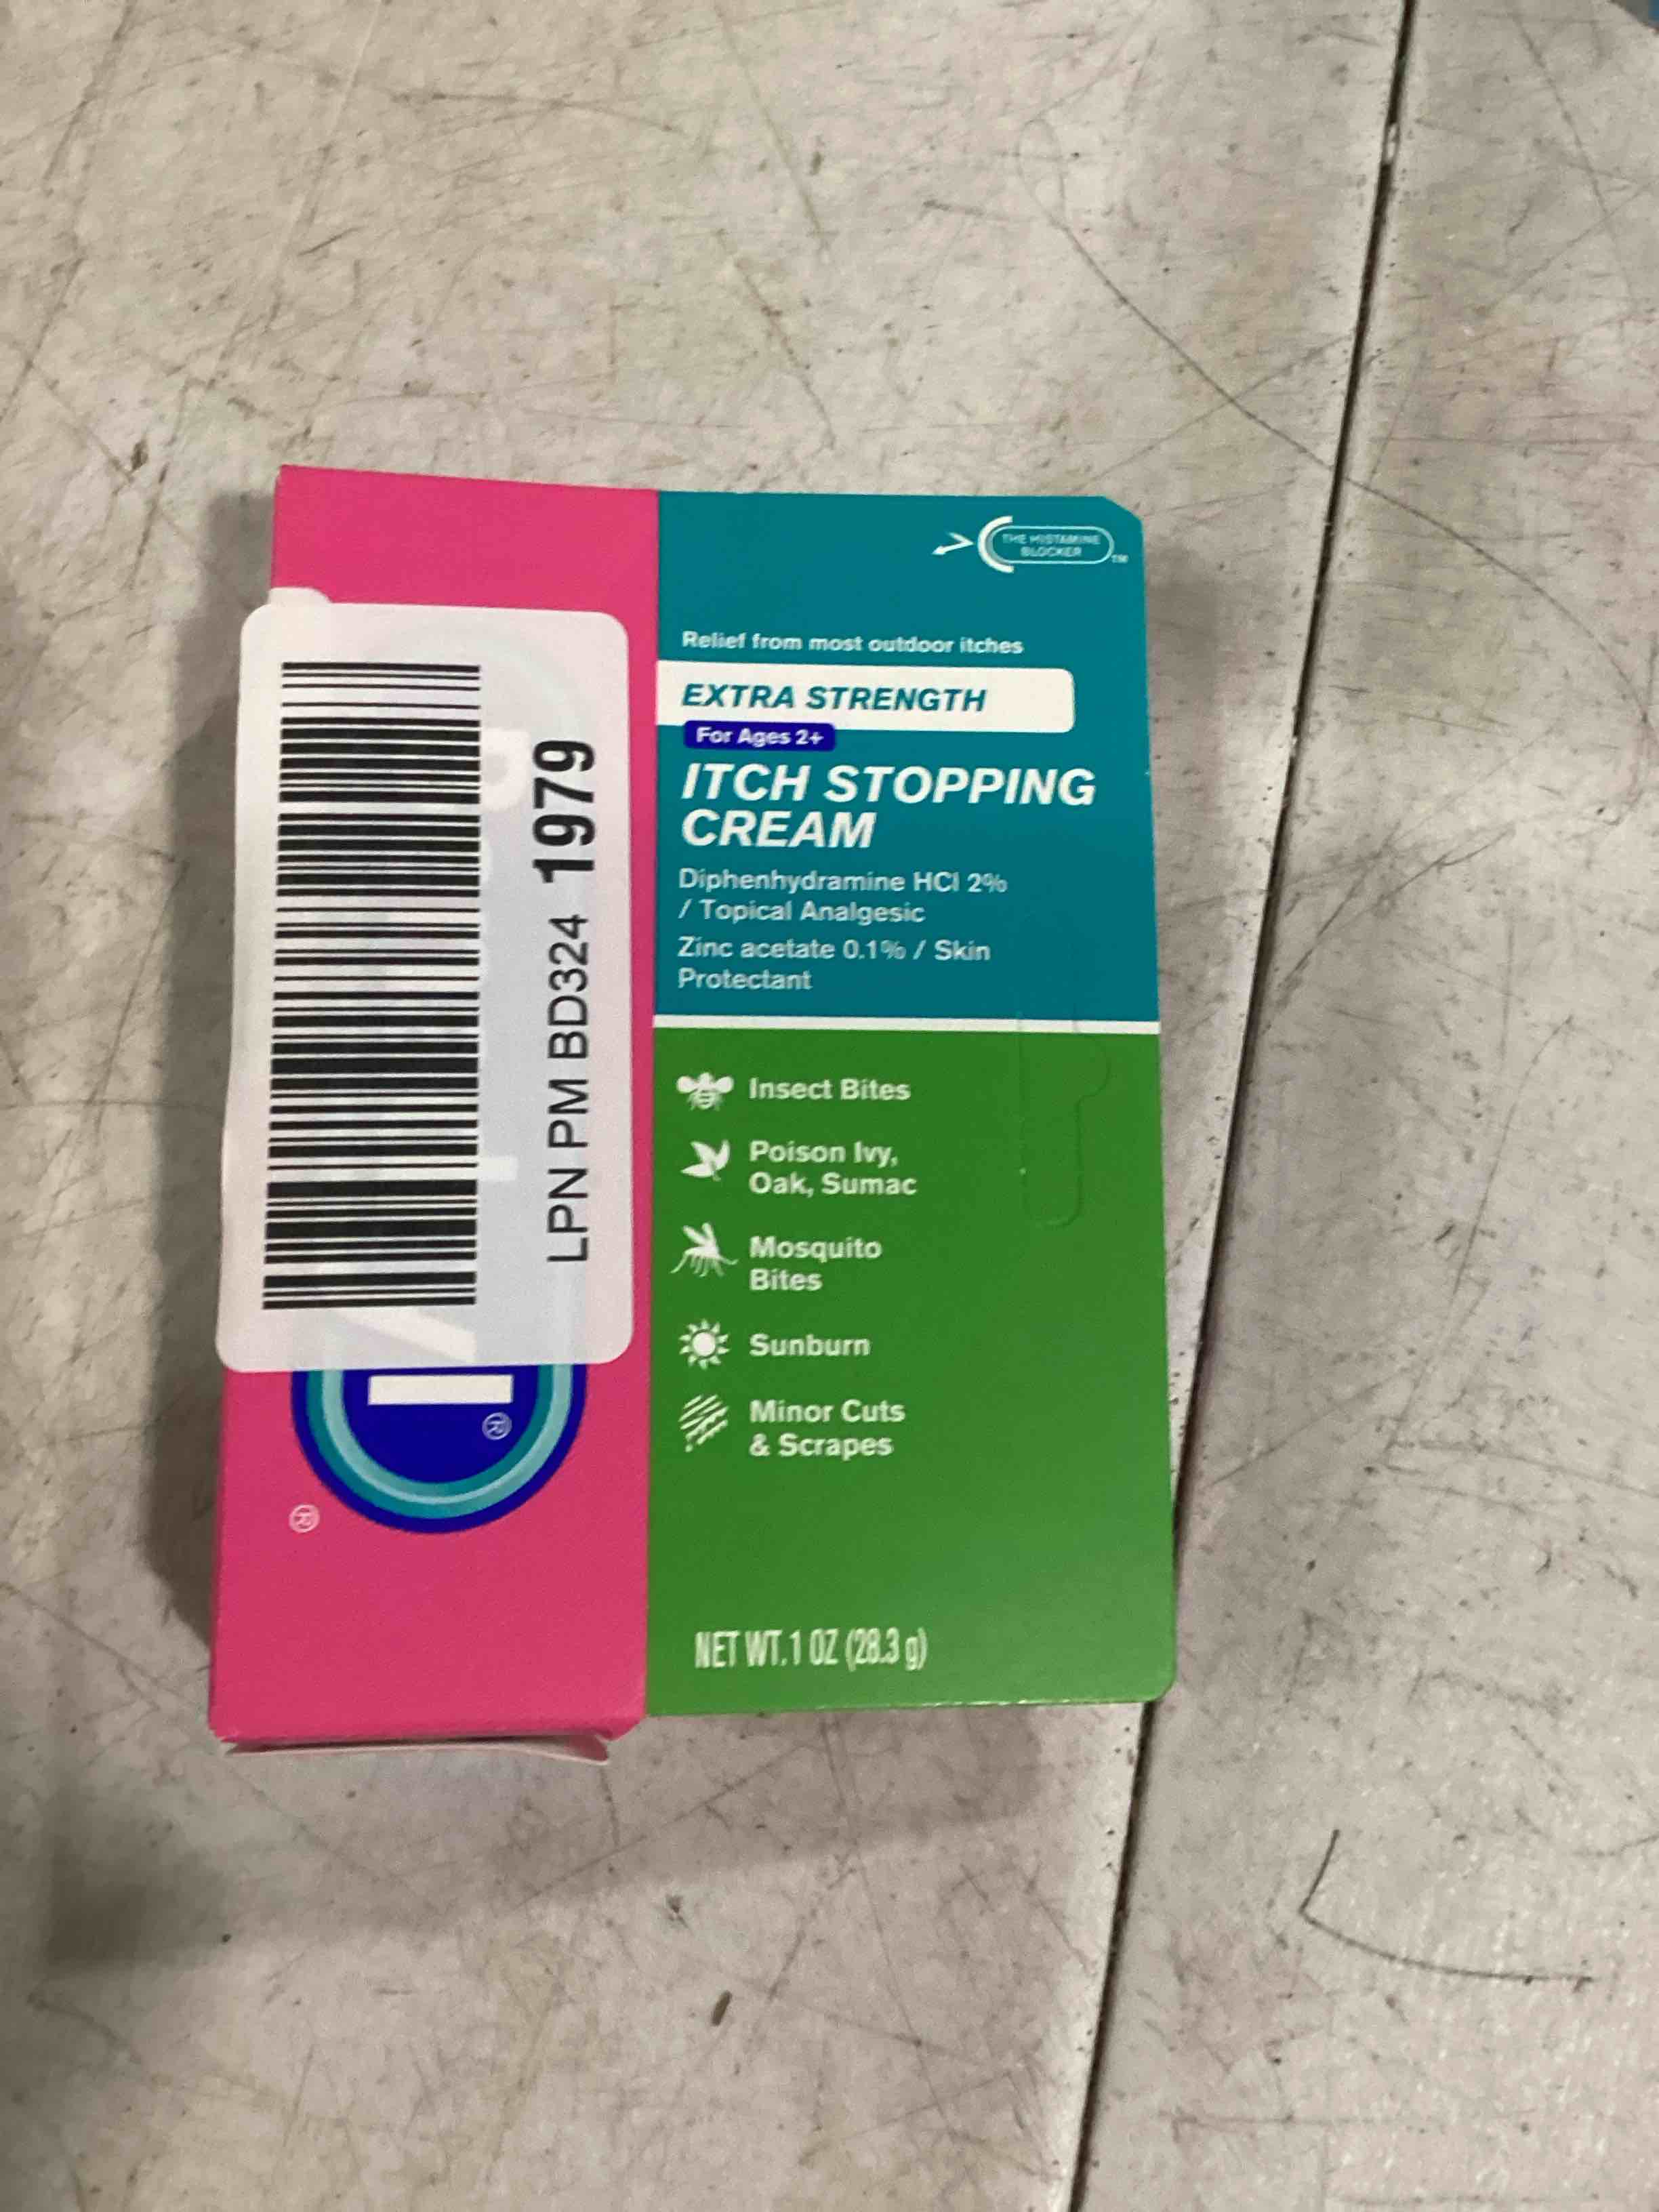 THE HISTAMINE
BLOCKER
TM
Relief from most outdoor itches
EXTRA STRENGTH
For Ages 2+
ITCH STOPPING
CREAM
Diphenhydramine HCl 2%
/ Topical Analgesic
Zinc acetate 0.1% / Skin
Protectant
Insect Bites
Poison Ivy,
Oak, Sumac
Mosquito
Bites
Sunburn
Minor Cuts
& Scrapes
NET WT. 1 OZ (28.3 g)
LPN PM BD324 1979
®
®